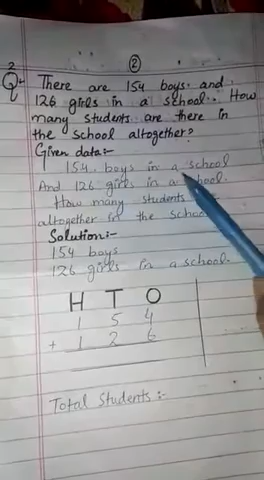 ②
Q2 There are 154 boys and
126 girls in a school. How
many students are there in
the school altogether?
Given data:-
154 boys in a school
And 126 girls in a school.
How many students
altogether in the school
Solution:-
154 boys
126 girls in a school.
H T O
1 5 4
+ 1 2 6
Total Students:-